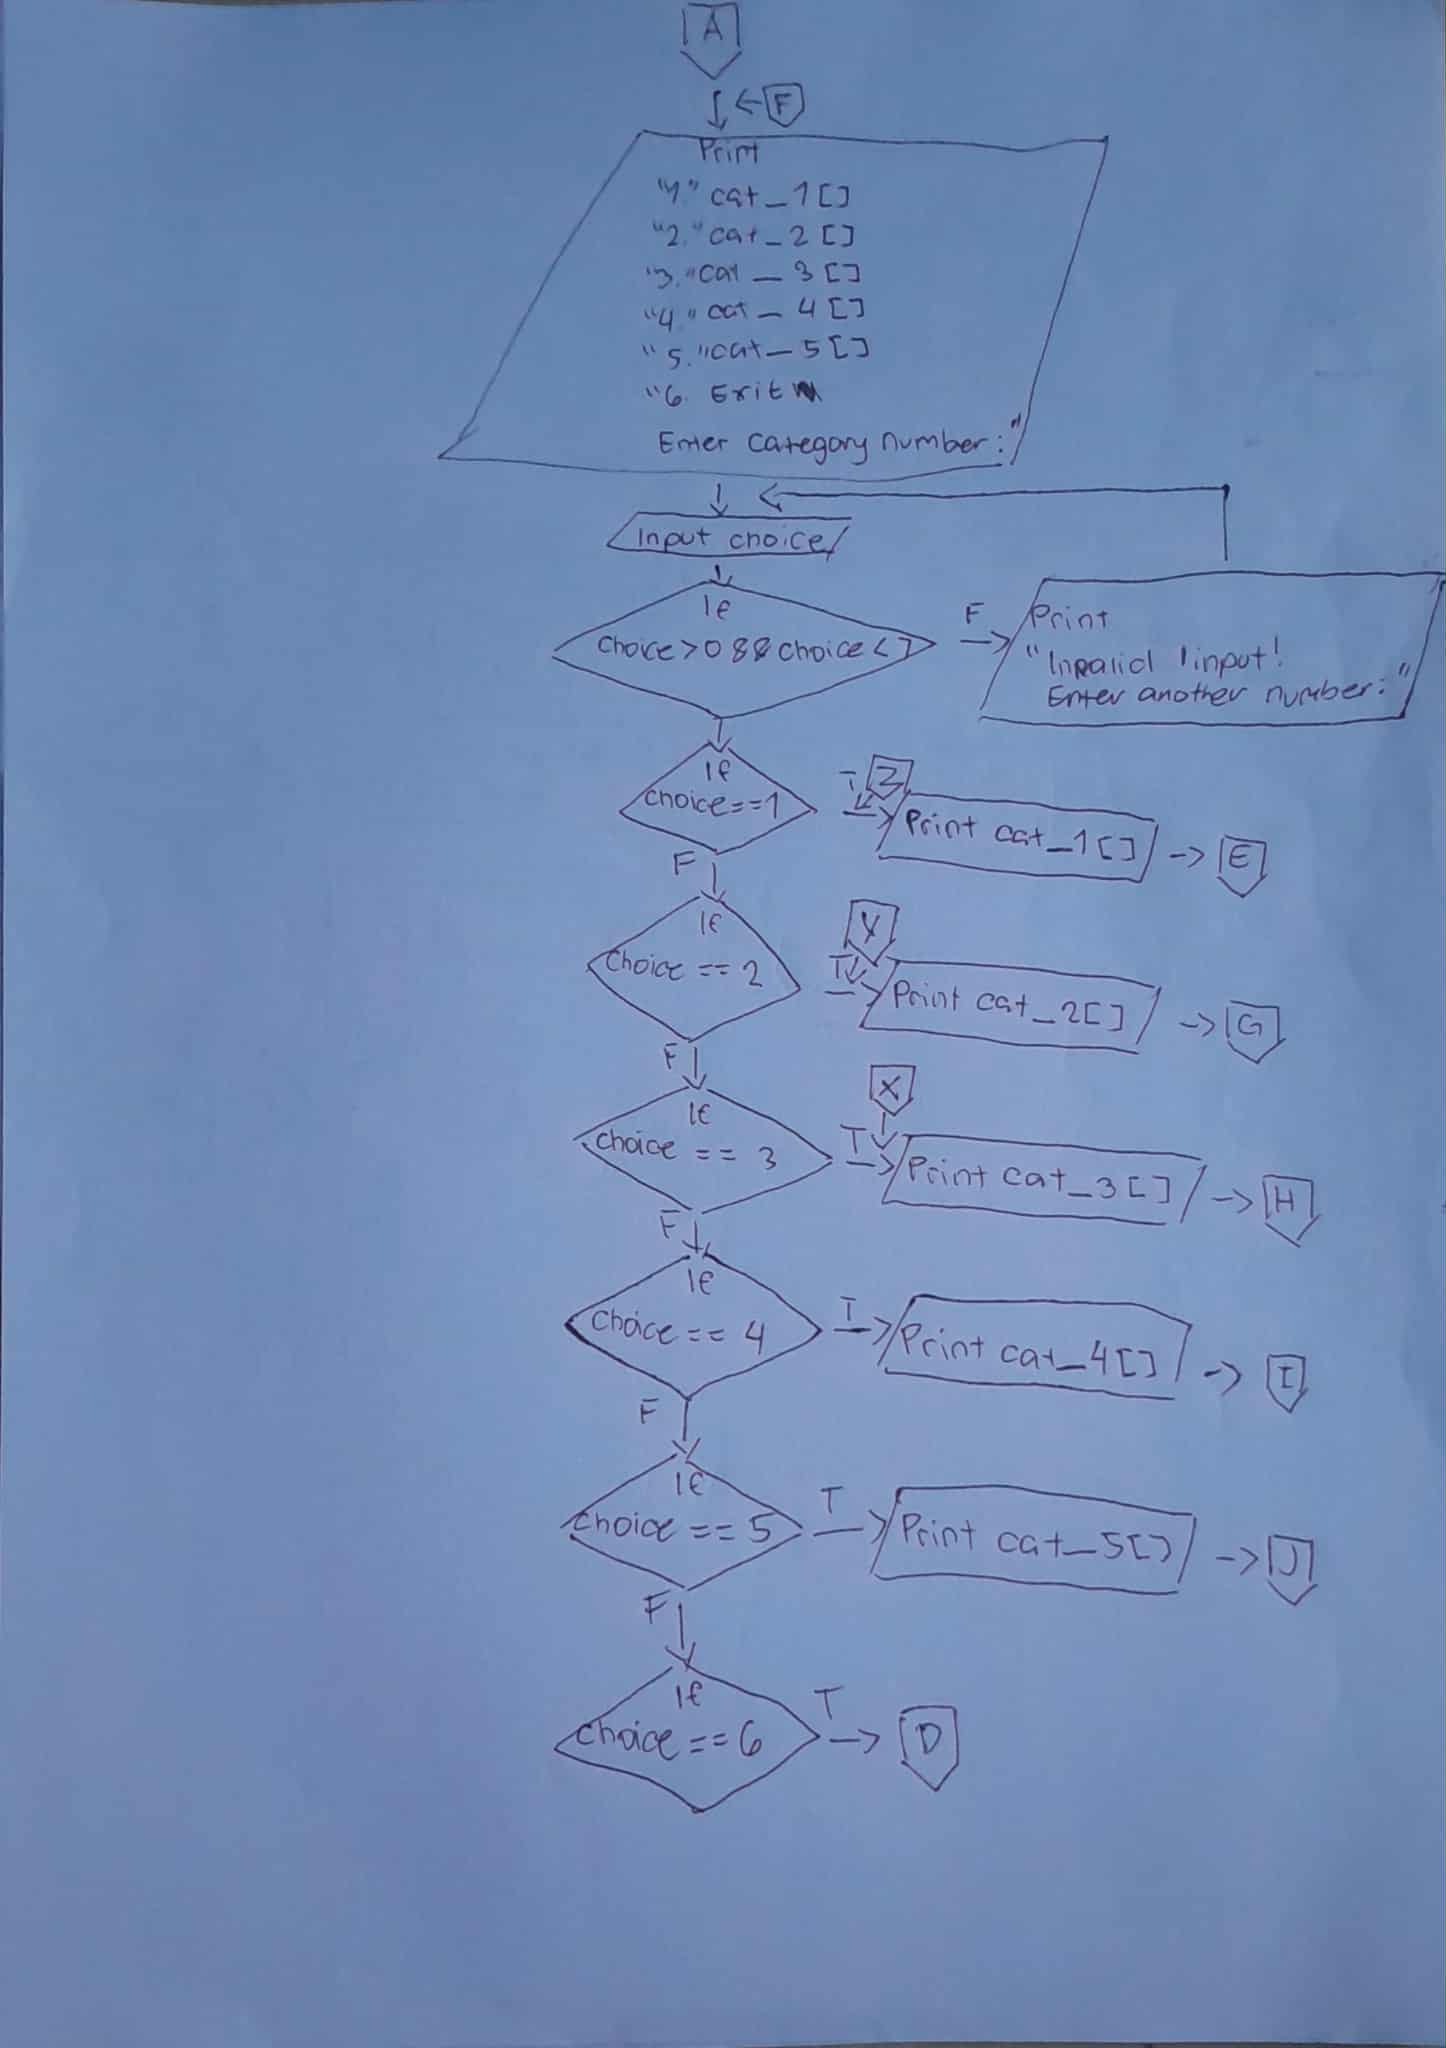 A
F
Print
"1." cat_1[]
"2." cat_2[]
"3." cat_3[]
"4." cat_4[]
"5." cat_5[]
"6. Exit
Enter Category number:"
Input choice
If
choice>0 && choice<7
F
Print
"Invalid input!
Enter another number:"
If
choice==1
T
Z
Print cat_1[]
E
F
If
choice == 2
T
Y
Print cat_2[]
G
F
If
choice == 3
T
X
Print cat_3[]
H
F
If
choice == 4
T
Print cat_4[]
I
F
If
choice == 5
T
Print cat_5[]
J
F
If
choice == 6
T
D